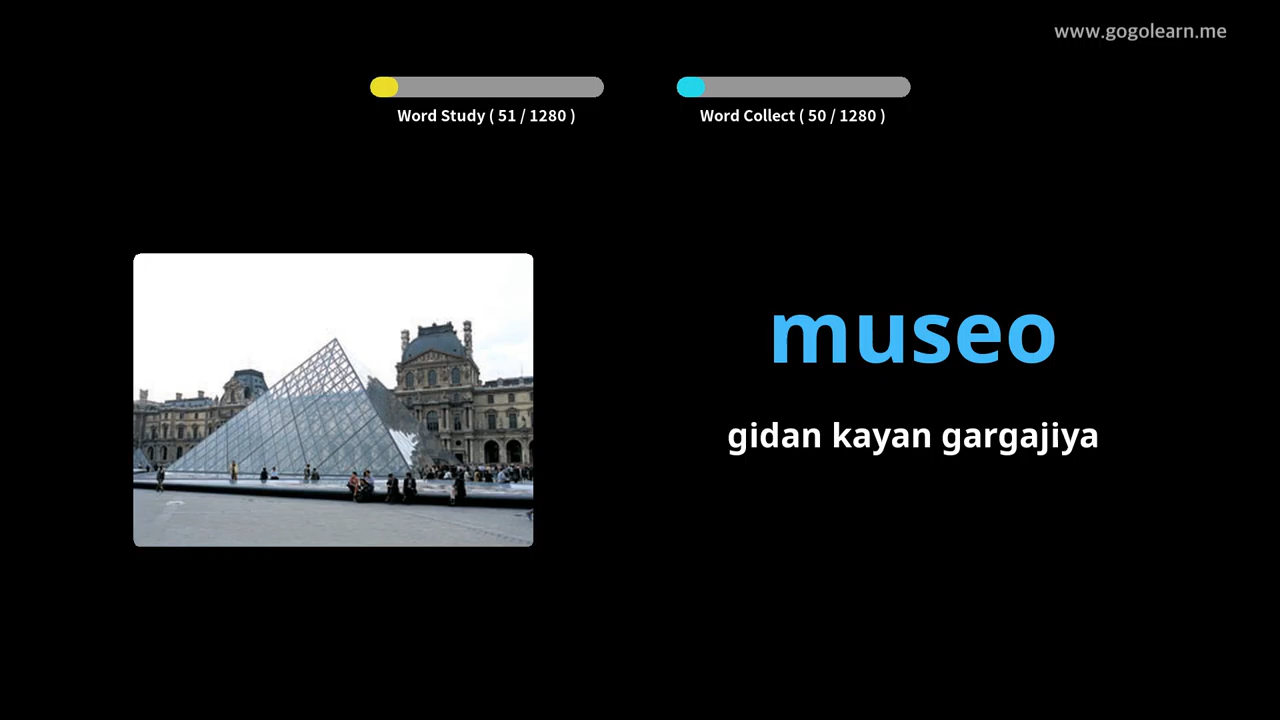 www.gogolearn.me
Word Study ( 51 / 1280 )
Word Collect ( 50 / 1280 )
museo
gidan kayan gargajiya